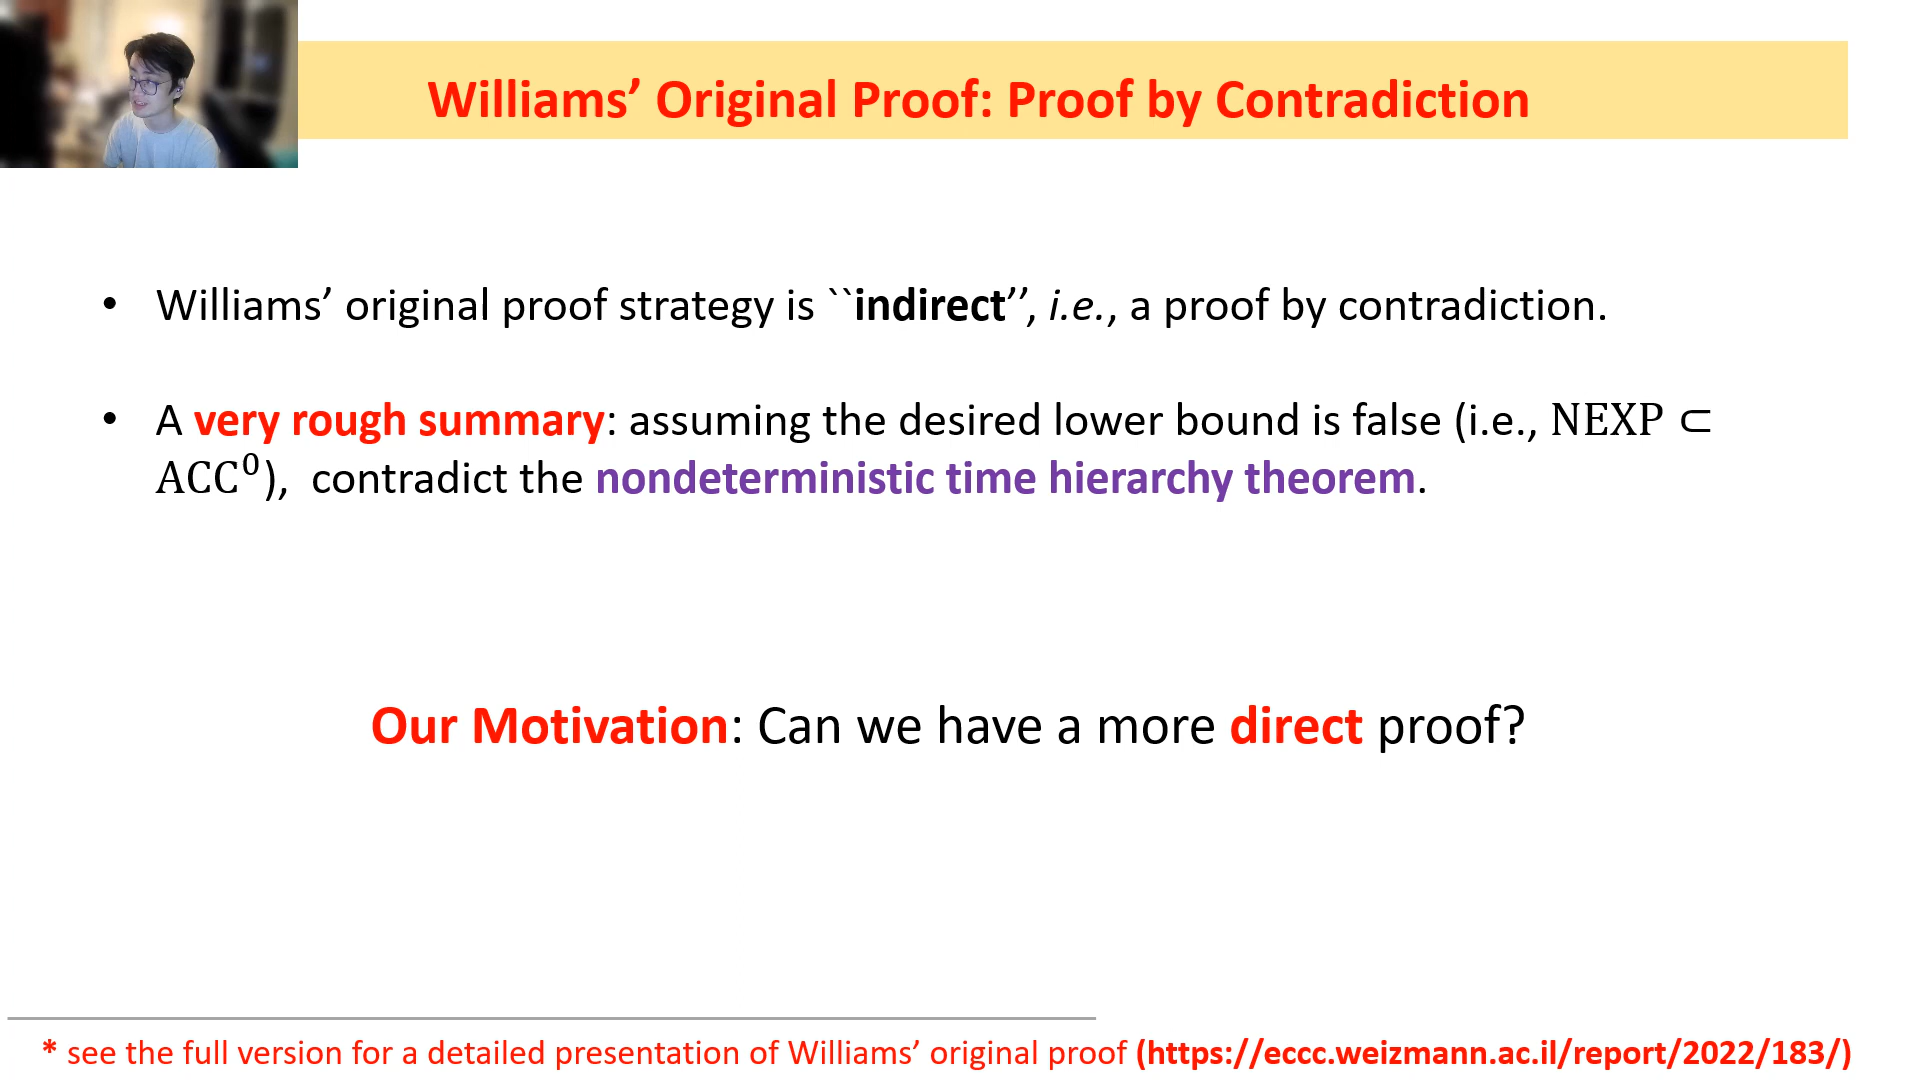 Williams’ Original Proof: Proof by Contradiction
• Williams’ original proof strategy is ``indirect’’, i.e., a proof by contradiction.
• A very rough summary: assuming the desired lower bound is false (i.e., NEXP ⊂
ACC⁰),  contradict the nondeterministic time hierarchy theorem.
Our Motivation: Can we have a more direct proof?
* see the full version for a detailed presentation of Williams’ original proof (https://eccc.weizmann.ac.il/report/2022/183/)